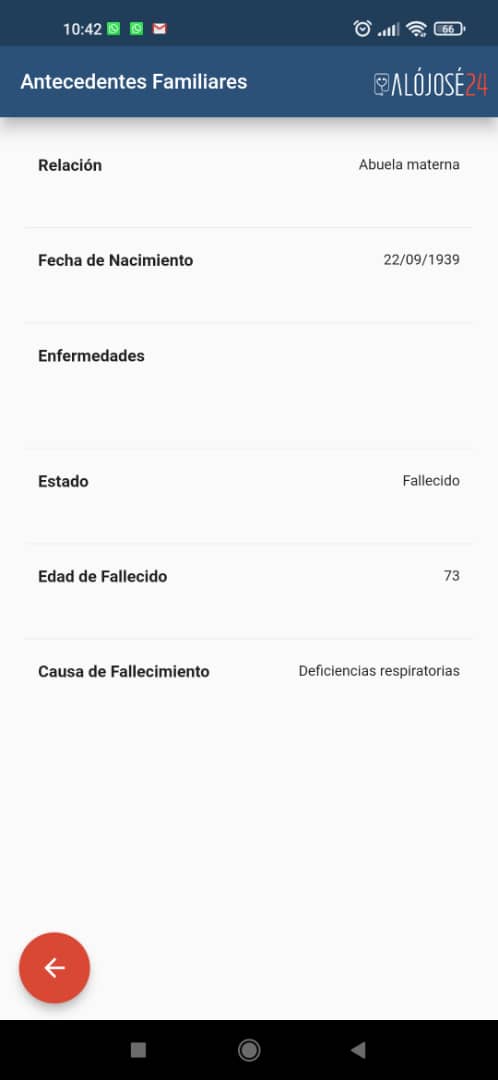 10:42
66
Antecedentes Familiares
ALÓJOSÉ24
Relación Abuela materna
Fecha de Nacimiento 22/09/1939
Enfermedades
Estado Fallecido
Edad de Fallecido 73
Causa de Fallecimiento Deficiencias respiratorias